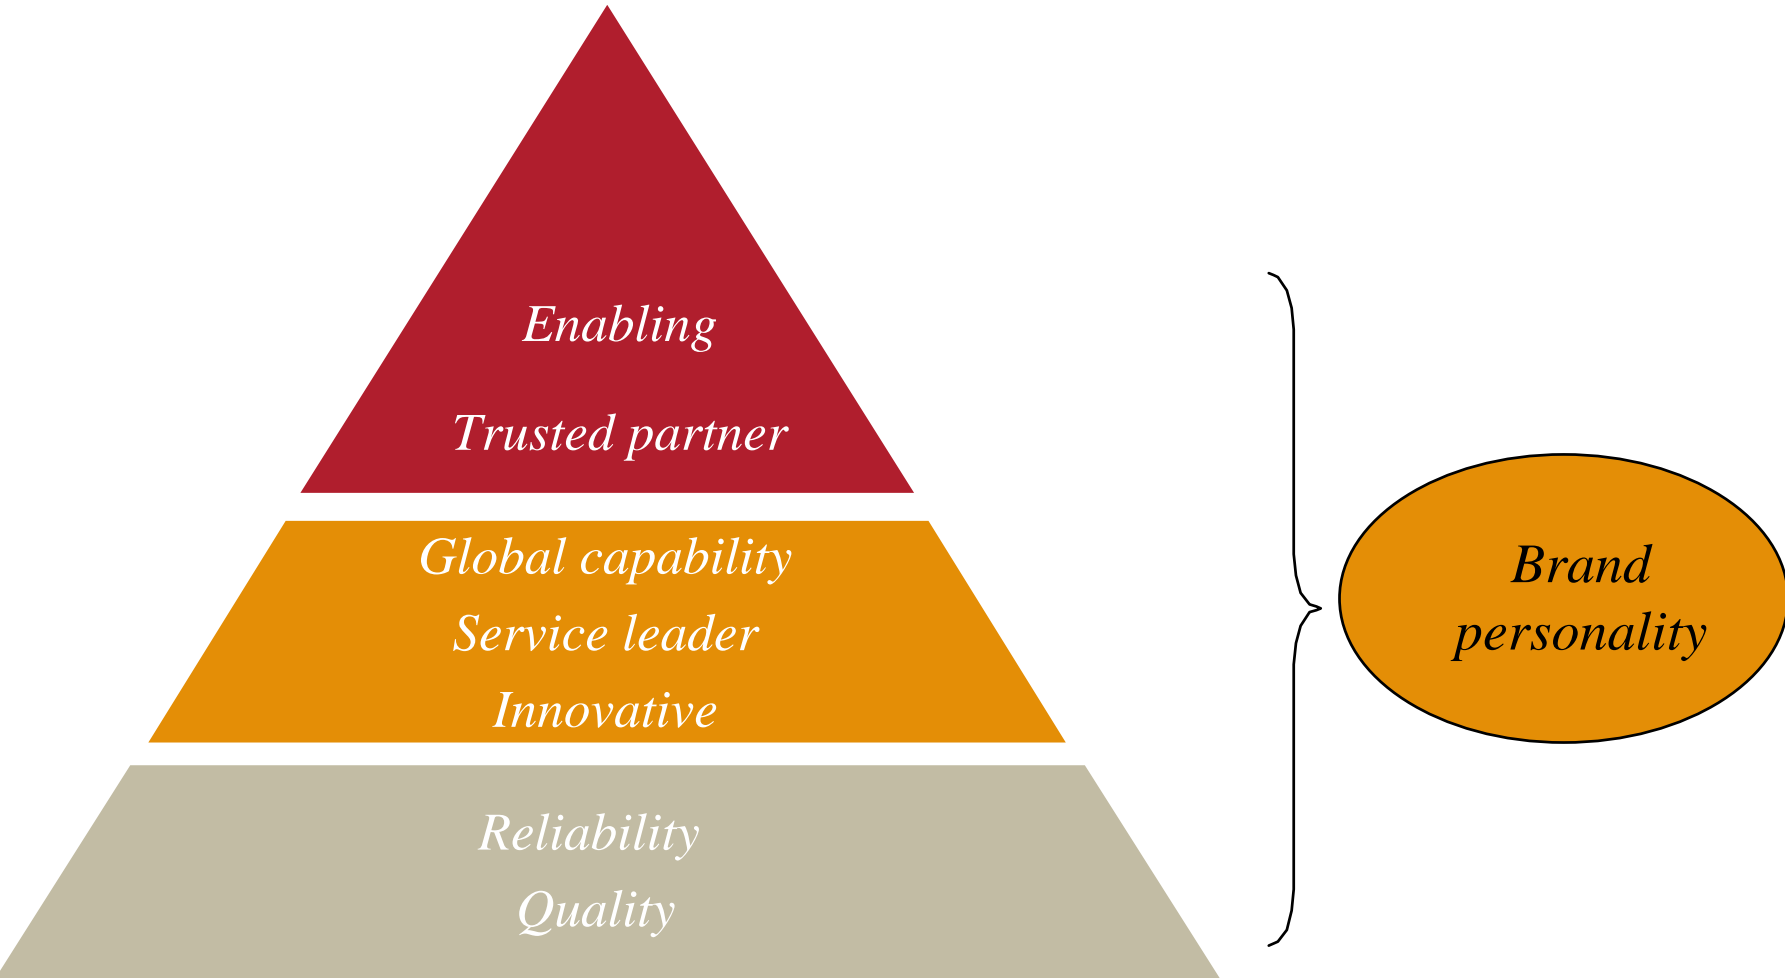 Enabling
Trusted partner
Global capability
Service leader
Innovative
Reliability
Quality
Brand
personality